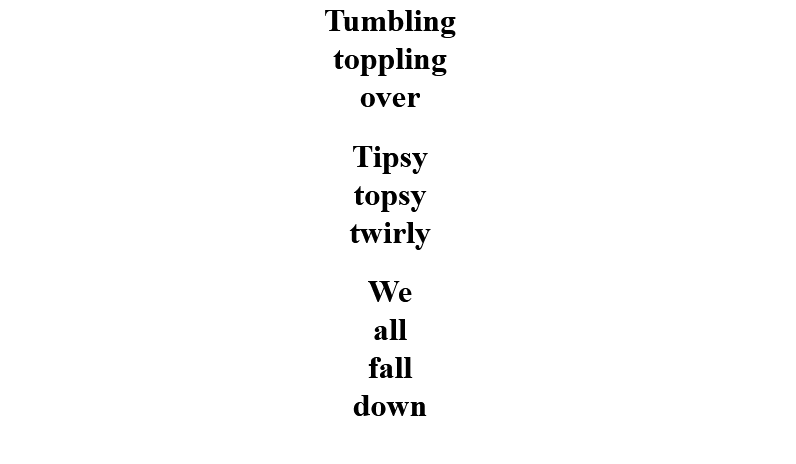 Tumbling
toppling
over
Tipsy
topsy
twirly
We
all
fall
down